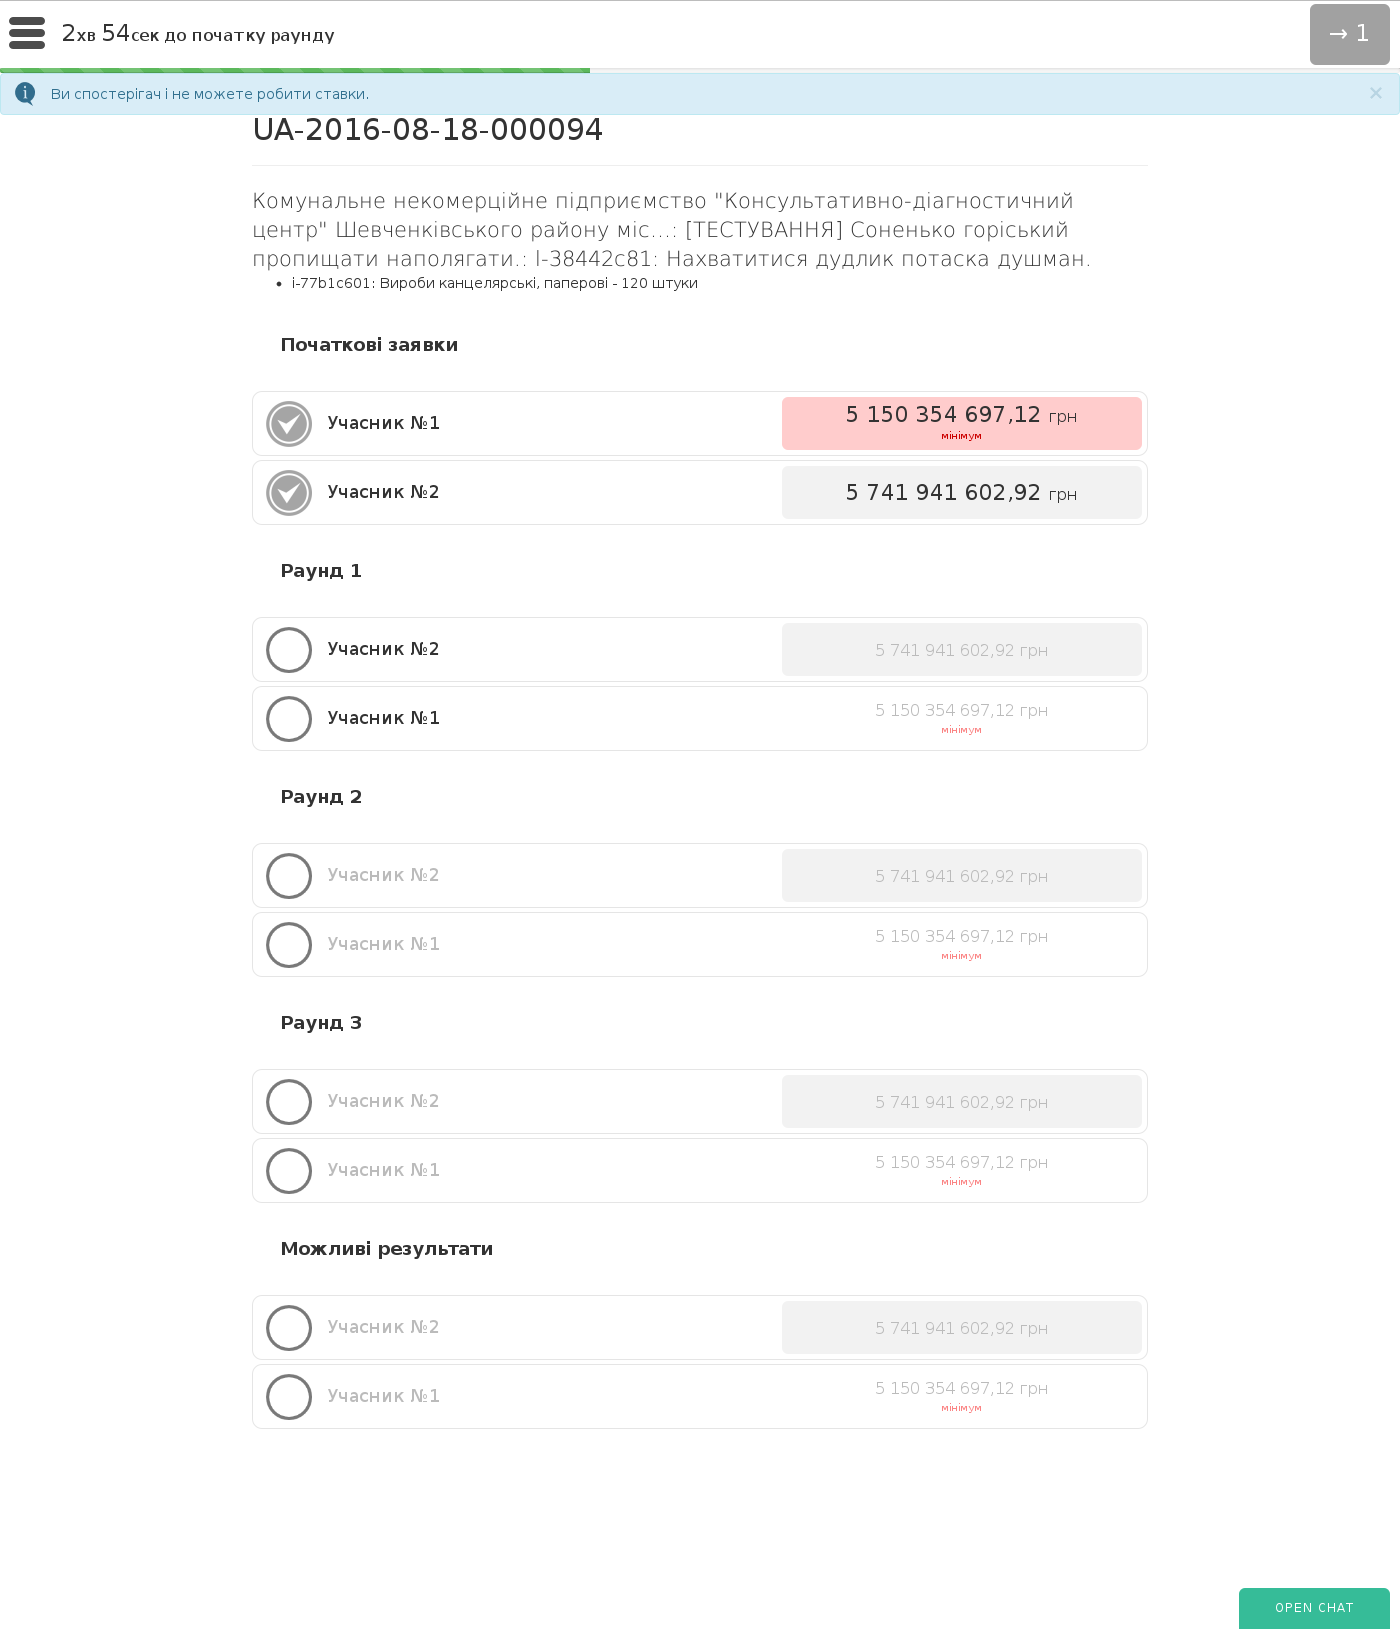 2хв 54сек до початку раунду
→ 1
Ви спостерігач і не можете робити ставки.
×
UA-2016-08-18-000094
Комунальне некомерційне підприємство "Консультативно-діагностичний
центр" Шевченківського району міс...: [ТЕСТУВАННЯ] Соненько горіський
пропищати наполягати.: l-38442c81: Нахватитися дудлик потаска душман.
• i-77b1c601: Вироби канцелярські, паперові - 120 штуки
Початкові заявки
Учасник №1 5 150 354 697,12 грн
мінімум
Учасник №2 5 741 941 602,92 грн
Раунд 1
Учасник №2 5 741 941 602,92 грн
Учасник №1 5 150 354 697,12 грн
мінімум
Раунд 2
Учасник №2 5 741 941 602,92 грн
Учасник №1 5 150 354 697,12 грн
мінімум
Раунд 3
Учасник №2 5 741 941 602,92 грн
Учасник №1 5 150 354 697,12 грн
мінімум
Можливі результати
Учасник №2 5 741 941 602,92 грн
Учасник №1 5 150 354 697,12 грн
мінімум
OPEN CHAT